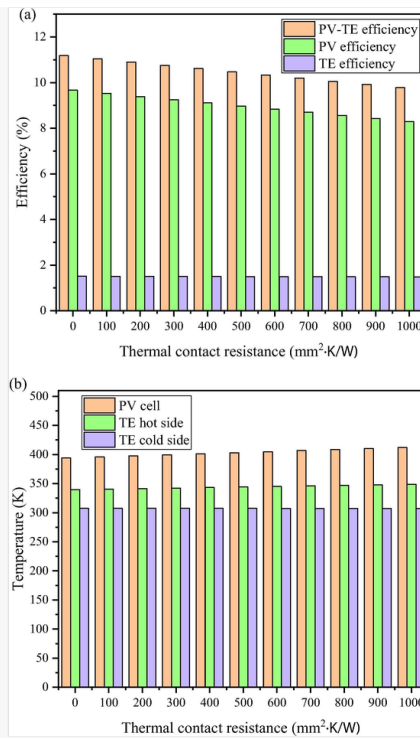 (a)
PV-TE efficiency
PV efficiency
TE efficiency
12
10
8
6
4
2
0
Efficiency (%)
0 100 200 300 400 500 600 700 800 900 1000
Thermal contact resistance (mm²·K/W)
(b)
PV cell
TE hot side
TE cold side
500
450
400
350
300
250
200
150
100
50
0
Temperature (K)
0 100 200 300 400 500 600 700 800 900 1000
Thermal contact resistance (mm²·K/W)